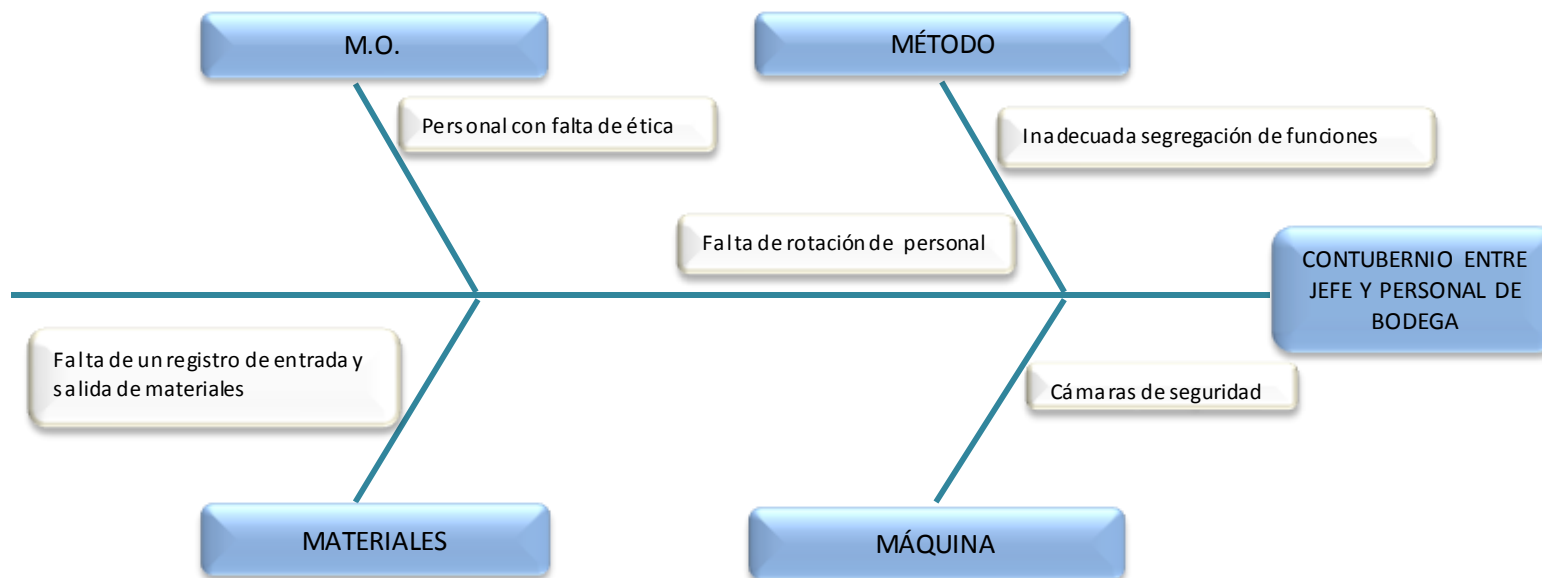 M.O.
MÉTODO
Personal con falta de ética
Inadecuada segregación de funciones
Falta de rotación de personal
CONTUBERNIO ENTRE
JEFE Y PERSONAL DE
BODEGA
Falta de un registro de entrada y
salida de materiales
Cámaras de seguridad
MATERIALES
MÁQUINA